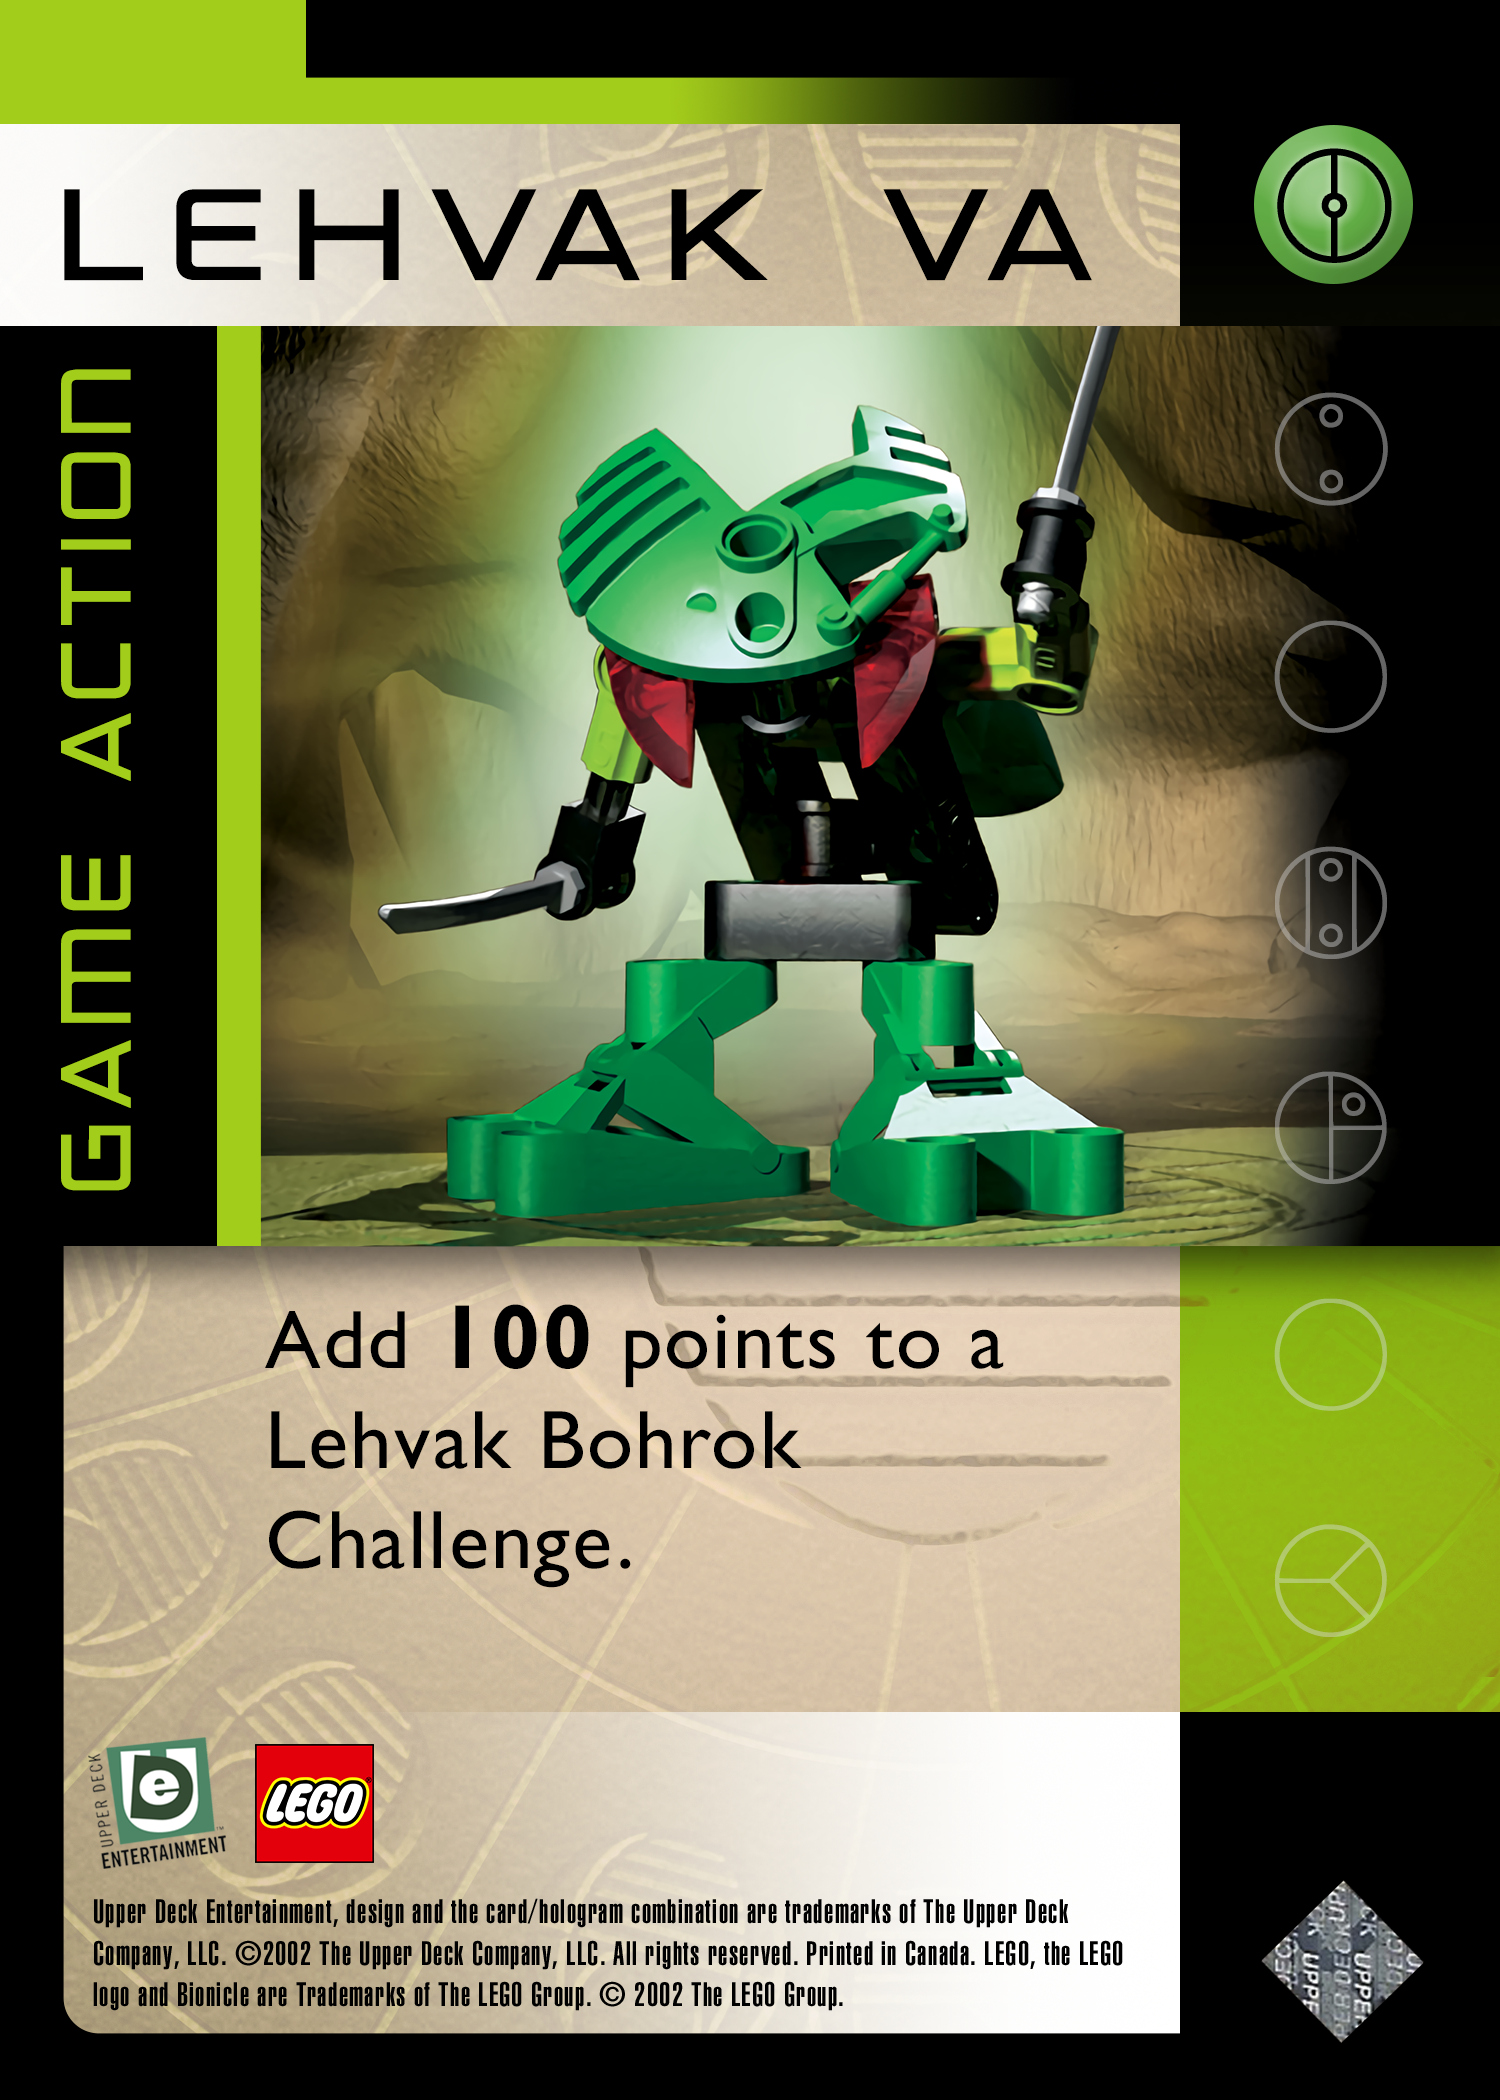 LEHVAK VA
GAME ACTION
Add 100 points to a
Lehvak Bohrok
Challenge.
UPPER DECK
UDe
ENTERTAINMENT™
LEGO
Upper Deck Entertainment, design and the card/hologram combination are trademarks of The Upper Deck
Company, LLC. ©2002 The Upper Deck Company, LLC. All rights reserved. Printed in Canada. LEGO, the LEGO
logo and Bionicle are Trademarks of The LEGO Group. © 2002 The LEGO Group.